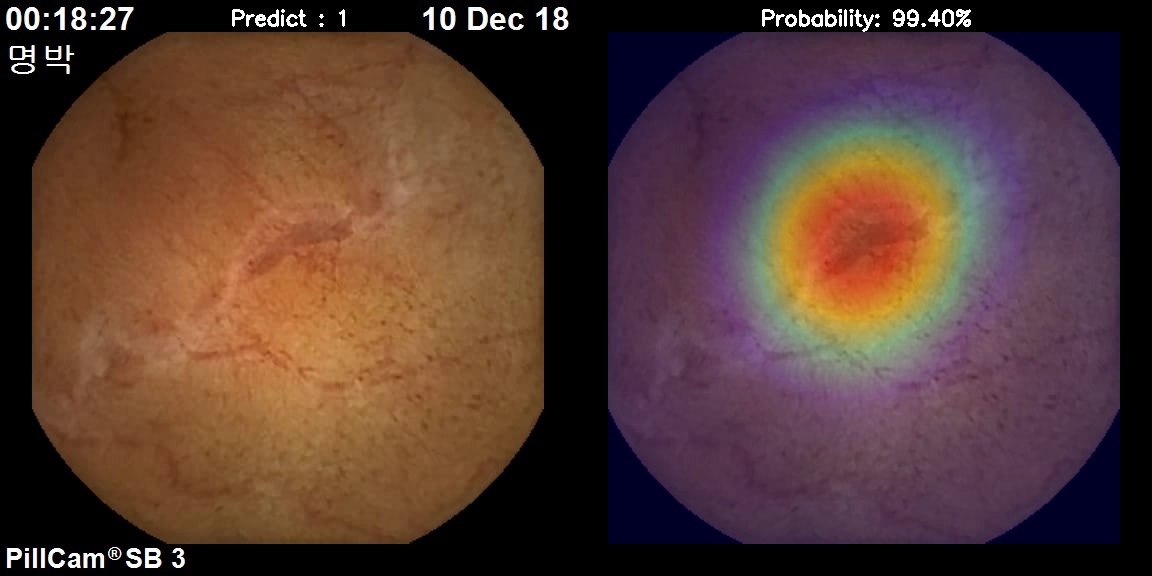 00:18:27 Predict : 1 10 Dec 18 Probability: 99.40%
명박
PillCam® SB 3